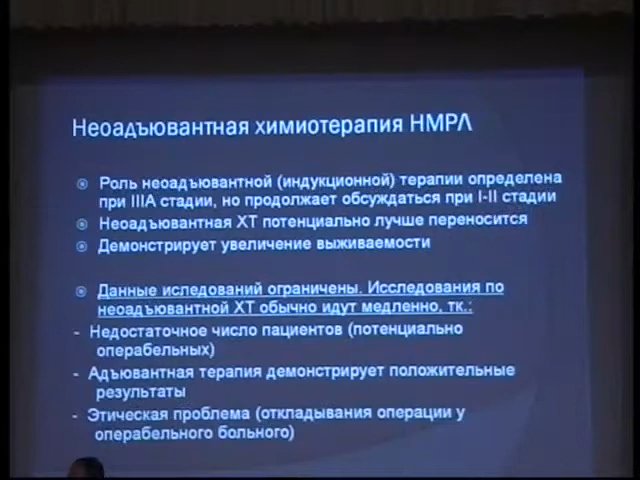 Неоадъювантная химиотерапия НМРЛ
Роль неоадъювантной (индукционной) терапии определена
при IIIA стадии, но продолжает обсуждаться при I-II стадии
Неоадъювантная ХТ потенциально лучше переносится
Демонстрирует увеличение выживаемости
Данные иследований ограничены. Исследования по
неоадъювантной ХТ обычно идут медленно, тк.:
- Недостаточное число пациентов (потенциально
операбельных)
- Адъювантная терапия демонстрирует положительные
результаты
- Этическая проблема (откладывания операции у
операбельного больного)